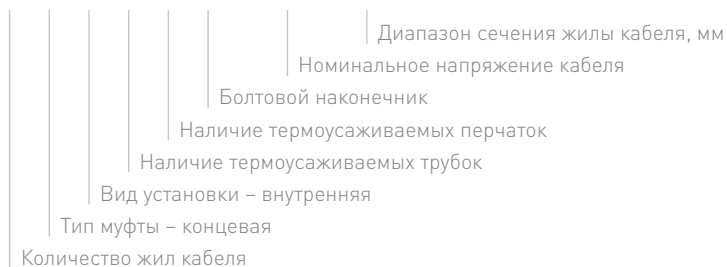 Диапазон сечения жилы кабеля, мм
Номинальное напряжение кабеля
Болтовой наконечник
Наличие термоусаживаемых перчаток
Наличие термоусаживаемых трубок
Вид установки – внутренняя
Тип муфты – концевая
Количество жил кабеля